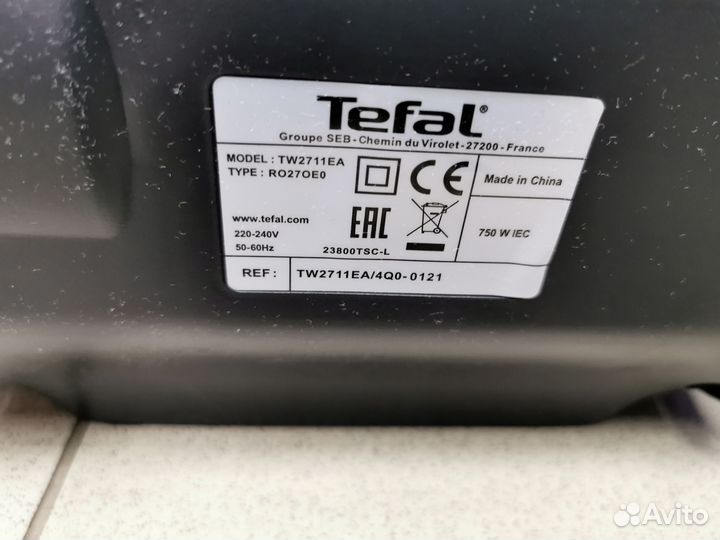 Tefal®
Groupe SEB - Chemin du Virolet - 27200 - France
MODEL : TW2711EA
TYPE : RO27OE0
CE
Made in China
www.tefal.com
220-240V
50-60Hz
EAC
23800TSC-L
750 W IEC
REF : TW2711EA/4Q0-0121
Avito